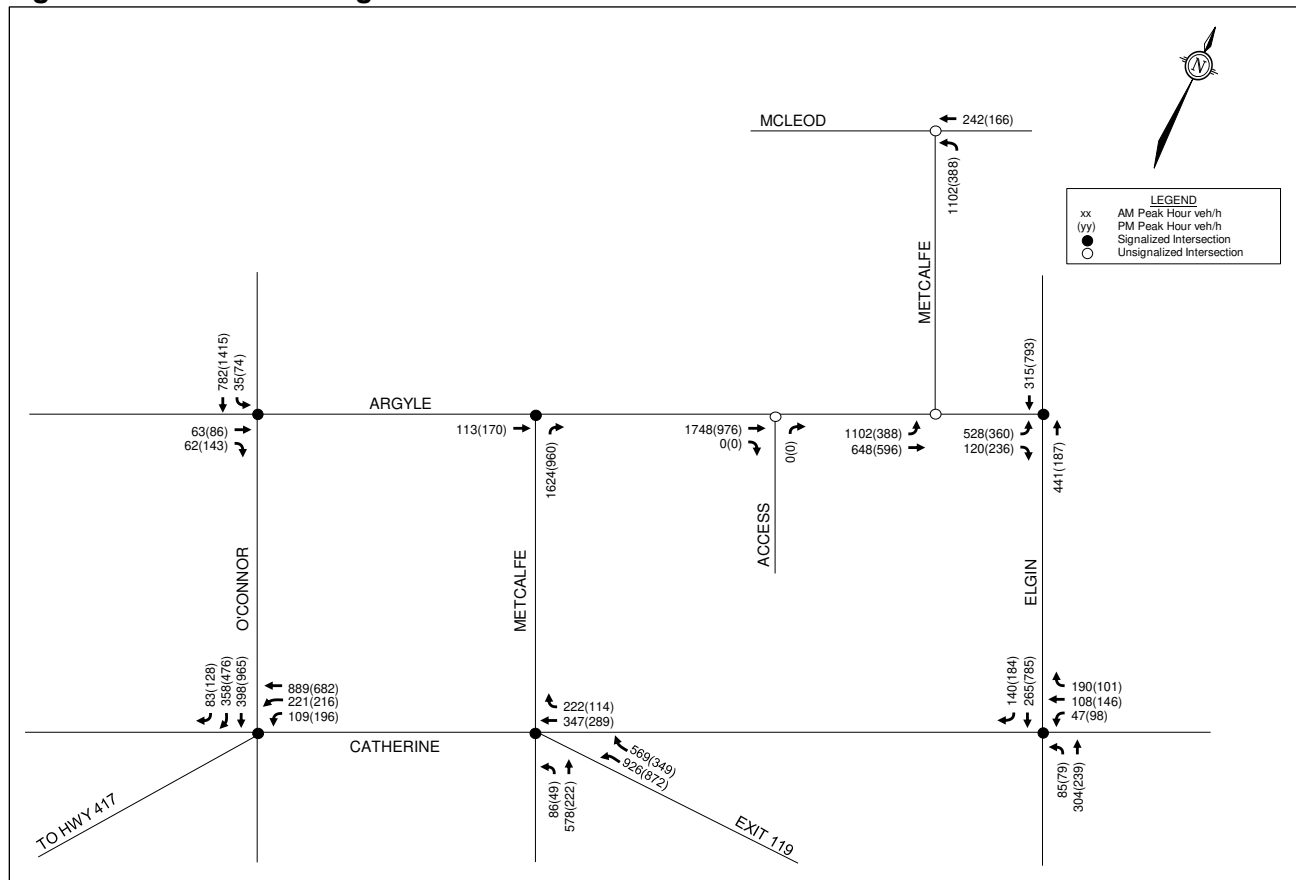 N
MCLEOD
242(166)
1102(388)
METCALFE
LEGEND
xx AM Peak Hour veh/h
(yy) PM Peak Hour veh/h
Signalized Intersection
Unsignalized Intersection
782(1415)
35(74)
315(793)
ARGYLE
63(86)
62(143)
113(170)
1624(960)
1748(976)
0(0)
0(0)
1102(388)
648(596)
528(360)
120(236)
441(187)
O'CONNOR
METCALFE
ACCESS
ELGIN
83(128)
358(476)
398(965)
889(682)
221(216)
109(196)
222(114)
347(289)
140(184)
265(785)
190(101)
108(146)
47(98)
CATHERINE
569(349)
926(872)
86(49)
578(222)
85(79)
304(239)
TO HWY 417
EXIT 119